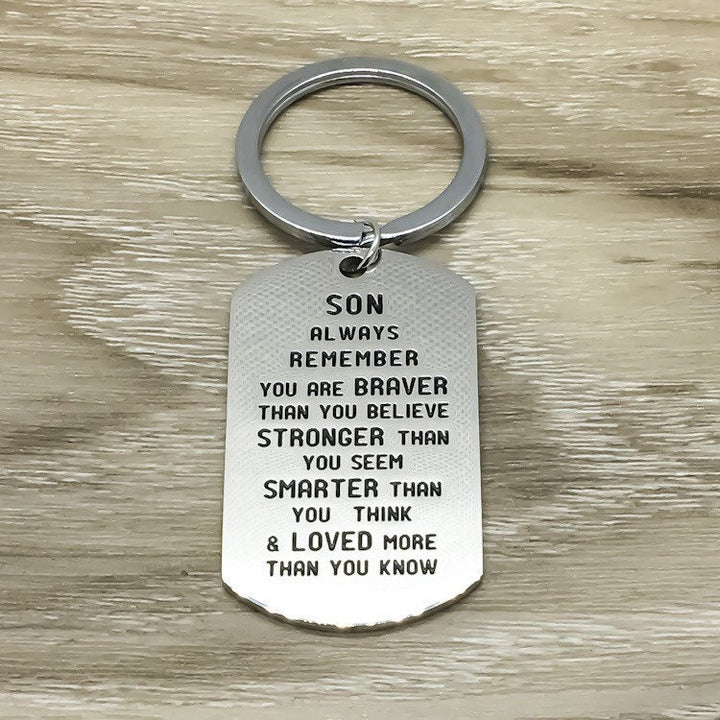 SON
ALWAYS
REMEMBER
YOU ARE BRAVER
THAN YOU BELIEVE
STRONGER THAN
YOU SEEM
SMARTER THAN
YOU THINK
& LOVED MORE
THAN YOU KNOW